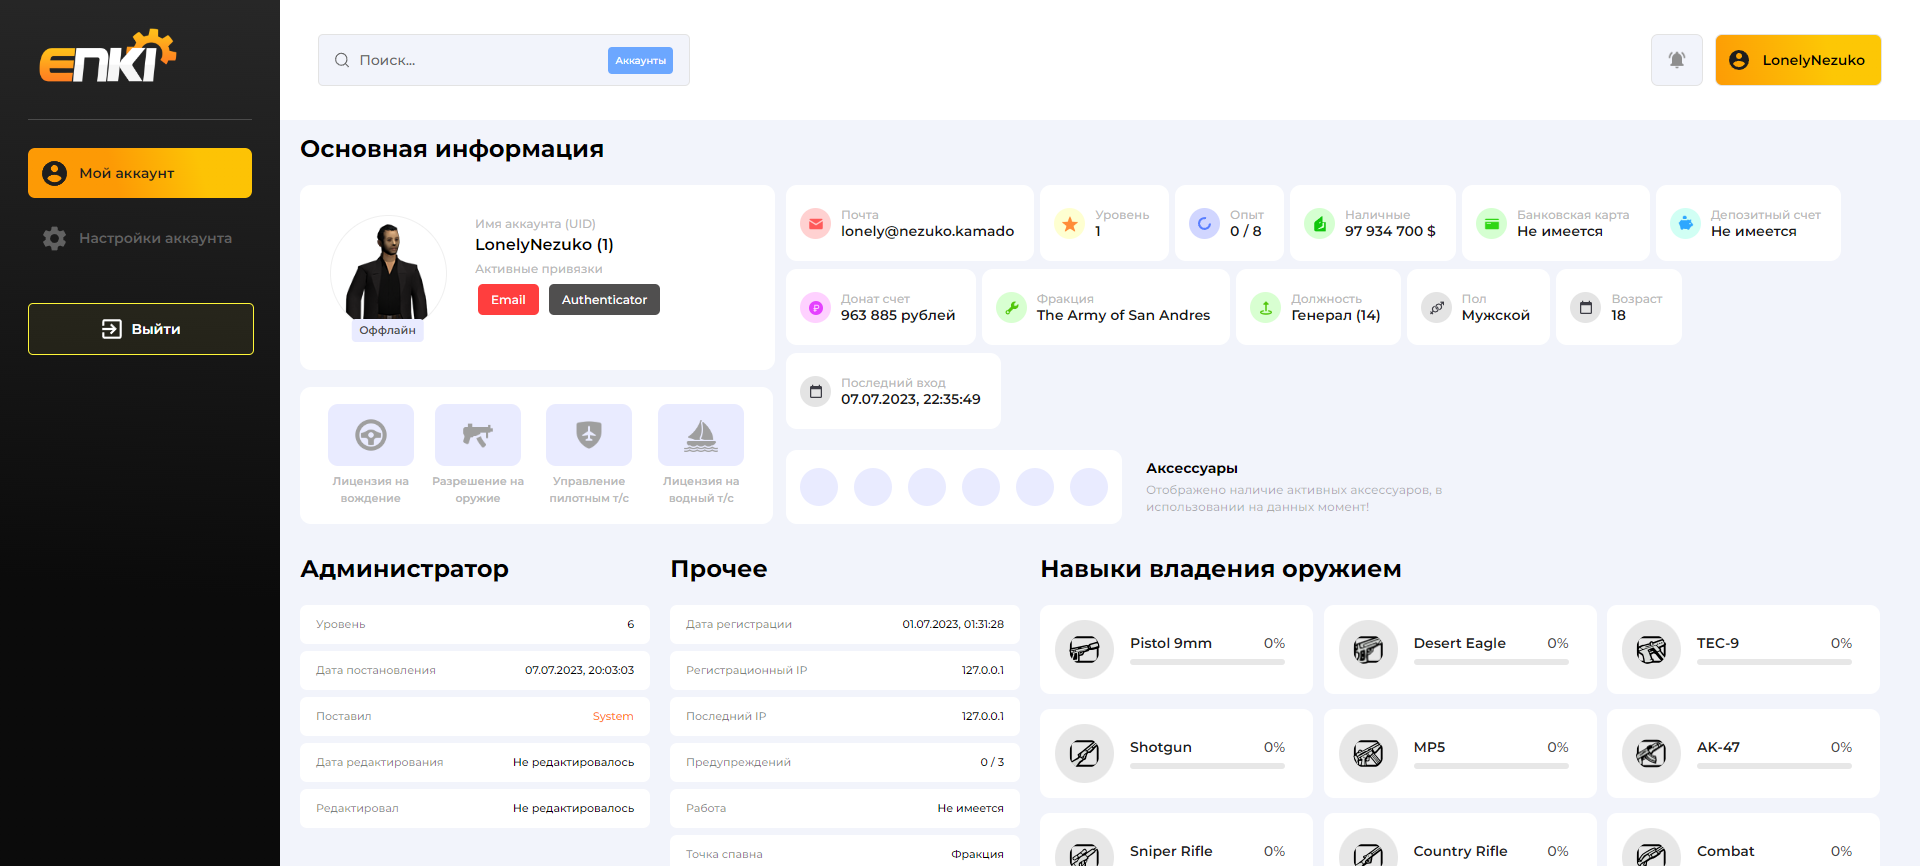 ENKI
Поиск...
Аккаунты
LonelyNezuko
Мой аккаунт
Настройки аккаунта
Выйти
Основная информация
Имя аккаунта (UID)
LonelyNezuko (1)
Активные привязки
Email
Authenticator
Оффлайн
Почта
lonely@nezuko.kamado
Уровень
1
Опыт
0 / 8
Наличные
97 934 700 $
Банковская карта
Не имеется
Депозитный счет
Не имеется
Донат счет
963 885 рублей
Фракция
The Army of San Andres
Должность
Генерал (14)
Пол
Мужской
Возраст
18
Последний вход
07.07.2023, 22:35:49
Лицензия на
вождение
Разрешение на
оружие
Управление
пилотным т/с
Лицензия на
водный т/с
Аксессуары
Отображено наличие активных аксессуаров, в
использовании на данных момент!
Администратор
Уровень 6
Дата постановления 07.07.2023, 20:03:03
Поставил System
Дата редактирования Не редактировалось
Редактировал Не редактировалось
Прочее
Дата регистрации 01.07.2023, 01:31:28
Регистрационный IP 127.0.0.1
Последний IP 127.0.0.1
Предупреждений 0 / 3
Работа Не имеется
Точка спавна Фракция
Навыки владения оружием
Pistol 9mm 0%
Desert Eagle 0%
TEC-9 0%
Shotgun 0%
MP5 0%
AK-47 0%
Sniper Rifle 0%
Country Rifle 0%
Combat 0%